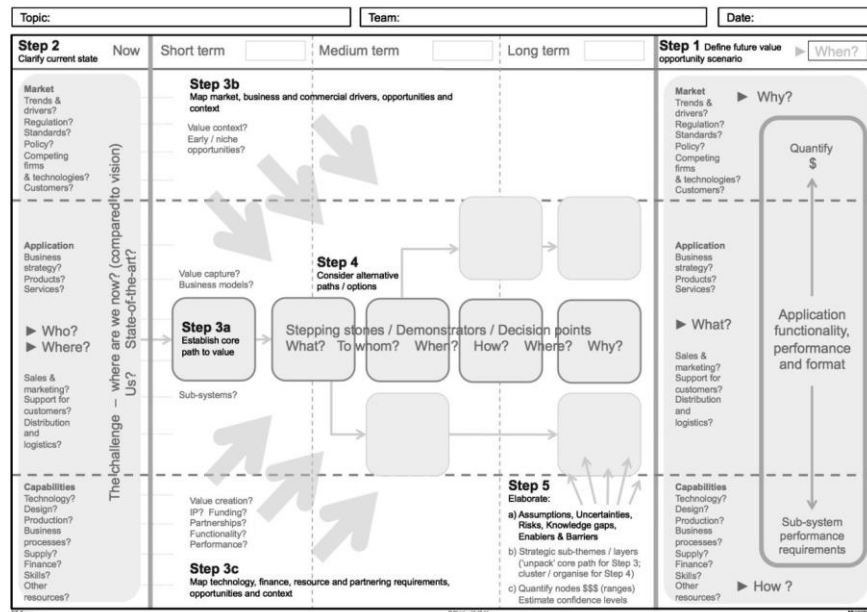 Topic:
Team:
Date:
Step 2
Clarify current state
Now
Short term
Medium term
Long term
Step 1 Define future value
opportunity scenario
When?
Market
Trends &
drivers?
Regulation?
Standards?
Policy?
Competing
firms
& technologies?
Customers?
Application
Business
strategy?
Products?
Services?
Who?
Where?
Sales &
marketing?
Support for
customers?
Distribution
and
logistics?
Capabilities
Technology?
Design?
Production?
Business
processes?
Supply?
Finance?
Skills?
Other
resources?
The challenge – where are we now? (compared to vision)
Us? State-of-the-art?
Step 3b
Map market, business and commercial drivers, opportunities and
context
Value context?
Early / niche
opportunities?
Value capture?
Business models?
Step 4
Consider alternative
paths / options
Step 3a
Establish core
path to value
Stepping stones / Demonstrators / Decision points
What? To whom? When? How? Where? Why?
Sub-systems?
Value creation?
IP? Funding?
Partnerships?
Functionality?
Performance?
Step 3c
Map technology, finance, resource and partnering requirements,
opportunities and context
Step 5
Elaborate:
a) Assumptions, Uncertainties,
Risks, Knowledge gaps,
Enablers & Barriers
b) Strategic sub-themes / layers
('unpack' core path for Step 3;
cluster / organise for Step 4)
c) Quantify nodes $$$ (ranges)
Estimate confidence levels
Market
Trends &
drivers?
Regulation?
Standards?
Policy?
Competing
firms
& technologies?
Customers?
Why?
Application
Business
strategy?
Products?
Services?
What?
Sales &
marketing?
Support for
customers?
Distribution
and
logistics?
Capabilities
Technology?
Design?
Production?
Business
processes?
Supply?
Finance?
Skills?
Other
resources?
How ?
Quantify
$
Application
functionality,
performance
and format
Sub-system
performance
requirements